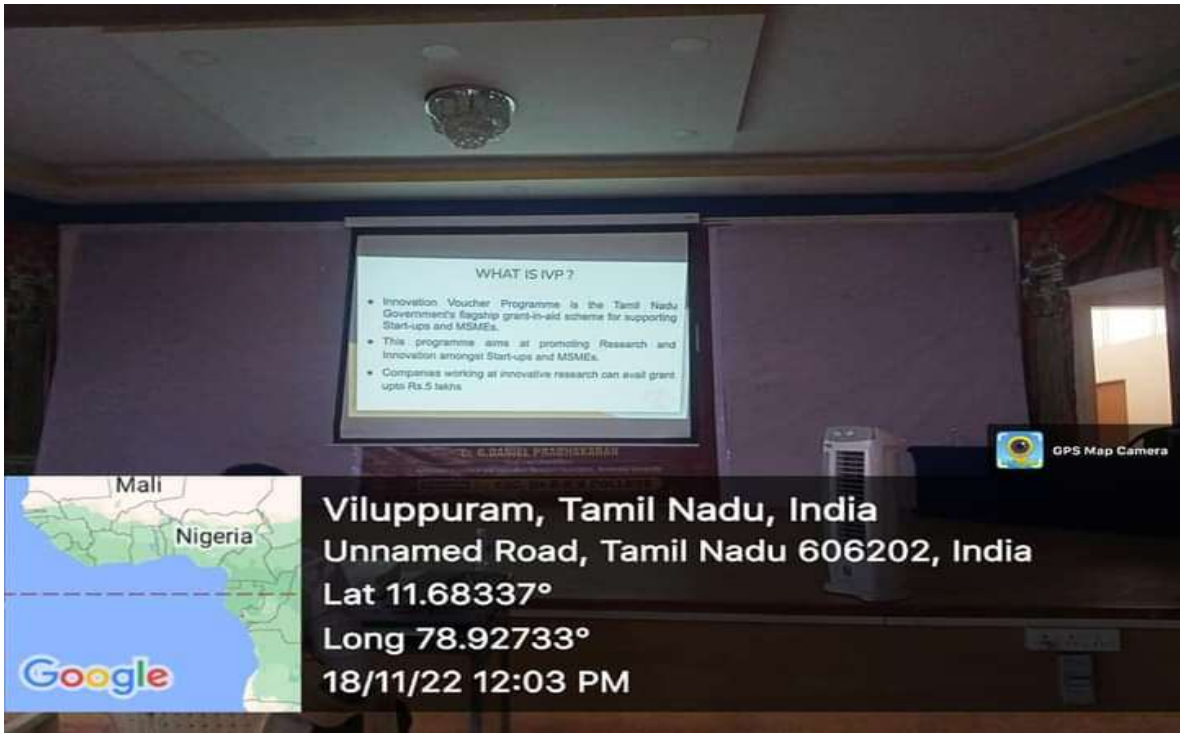 WHAT IS IVP ?
• Innovation Voucher Programme is the Tamil Nadu
Government's flagship grant-in-aid scheme for supporting
Start-ups and MSMEs.
• This programme aims at promoting Research and
Innovation amongst Start-ups and MSMEs.
• Companies working at innovative research can avail grant
upto Rs.5 lakhs
DANIEL PRABHAKARAN
COLLEGE
GPS Map Camera
Mali
Nigeria
Google
Viluppuram, Tamil Nadu, India
Unnamed Road, Tamil Nadu 606202, India
Lat 11.68337°
Long 78.92733°
18/11/22 12:03 PM